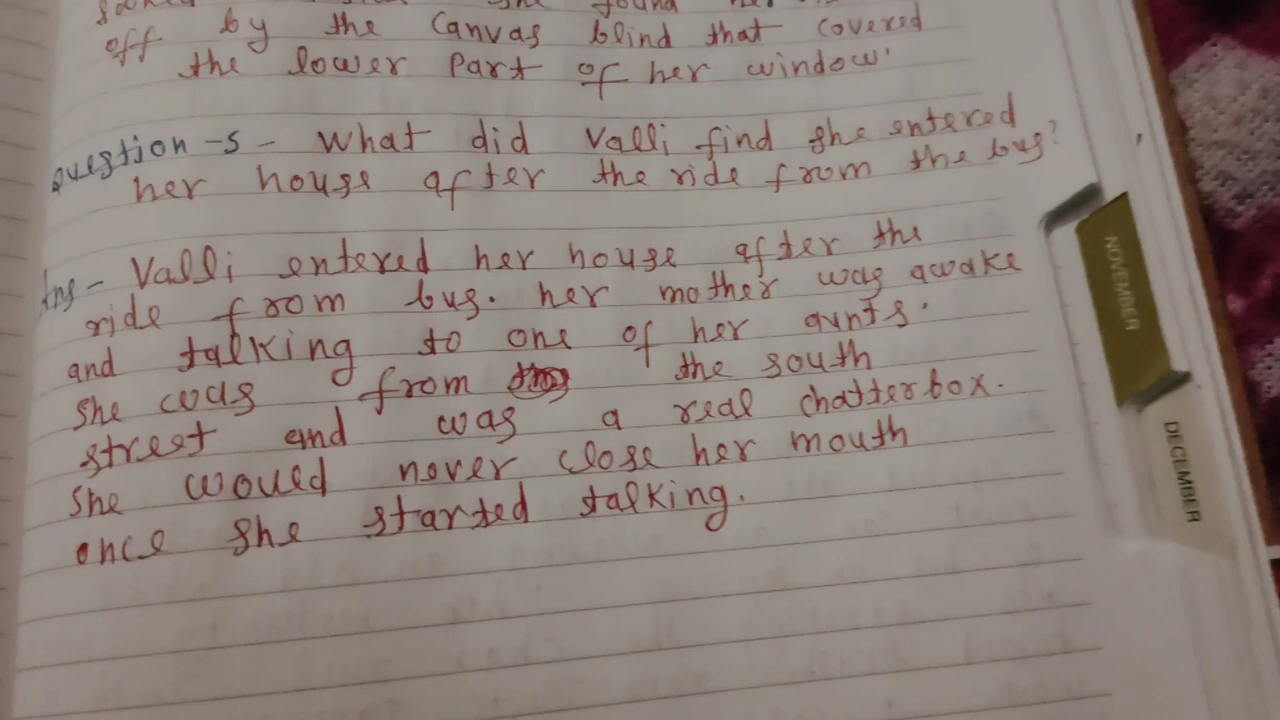 found
off by the canvas blind that covered
the lower part of her window.
Question -5- What did Valli find she entered
her house after the ride from the bus?
Ans - Valli entered her house after the
ride from bus. her mother was awake
and talking to one of her aunts.
She was from the south
street and was a real chatterbox.
She would never close her mouth
once she started talking.
NOVEMBER
DECEMBER